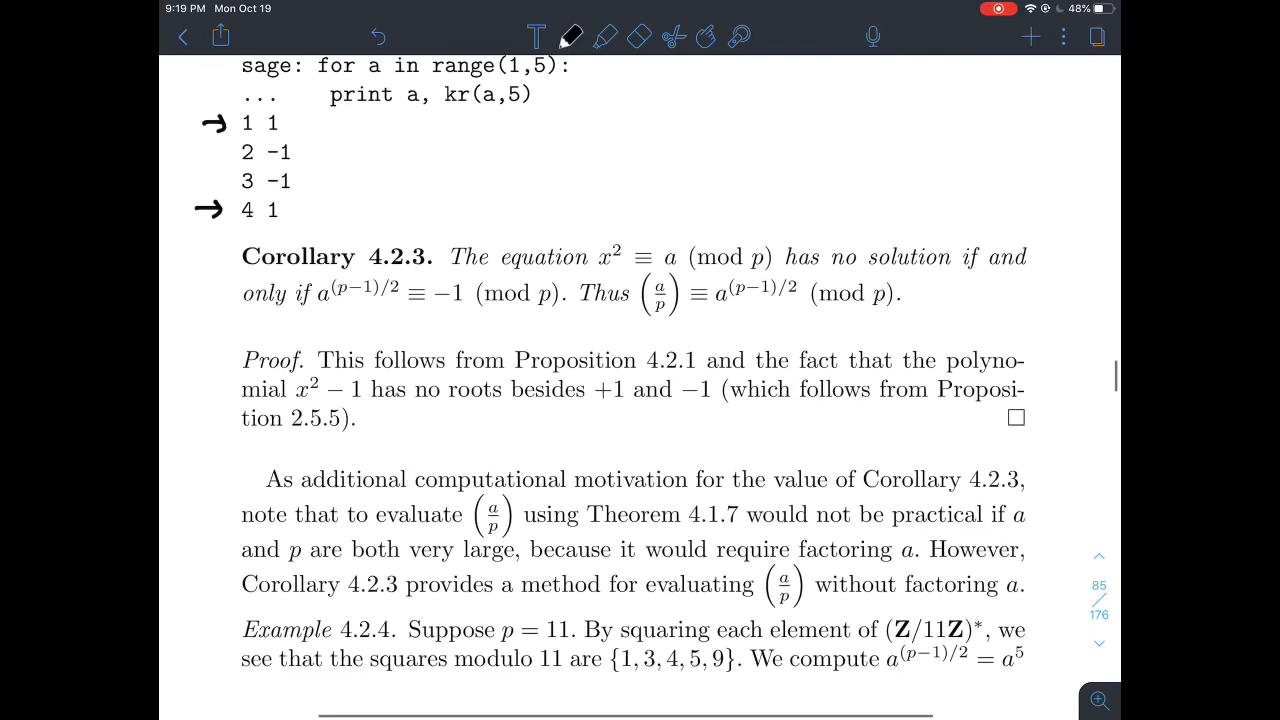 9:19 PM Mon Oct 19
48%
sage: for a in range(1,5):
... print a, kr(a,5)
→ 1 1
2 -1
3 -1
→ 4 1
Corollary 4.2.3. The equation x² ≡ a (mod p) has no solution if and
only if a^{(p−1)/2} ≡ −1 (mod p). Thus (a/p) ≡ a^{(p−1)/2} (mod p).
Proof. This follows from Proposition 4.2.1 and the fact that the polyno-
mial x² − 1 has no roots besides +1 and −1 (which follows from Proposi-
tion 2.5.5). □
As additional computational motivation for the value of Corollary 4.2.3,
note that to evaluate (a/p) using Theorem 4.1.7 would not be practical if a
and p are both very large, because it would require factoring a. However,
Corollary 4.2.3 provides a method for evaluating (a/p) without factoring a.
85
/
176
Example 4.2.4. Suppose p = 11. By squaring each element of (Z/11Z)*, we
see that the squares modulo 11 are {1, 3, 4, 5, 9}. We compute a^{(p−1)/2} = a⁵